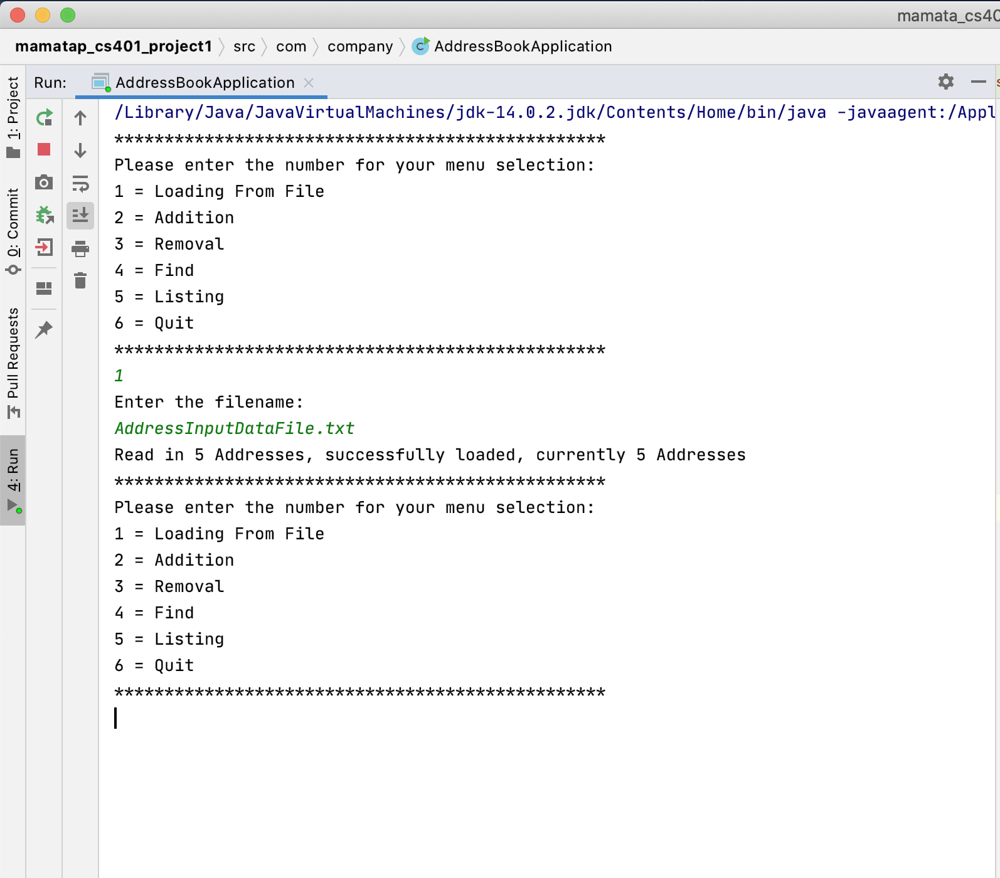 mamata_cs40
mamatap_cs401_project1 src com company AddressBookApplication
Run: AddressBookApplication
1: Project
0: Commit
Pull Requests
4: Run
/Library/Java/JavaVirtualMachines/jdk-14.0.2.jdk/Contents/Home/bin/java -javaagent:/Appl
*************************************************
Please enter the number for your menu selection:
1 = Loading From File
2 = Addition
3 = Removal
4 = Find
5 = Listing
6 = Quit
*************************************************
1
Enter the filename:
AddressInputDataFile.txt
Read in 5 Addresses, successfully loaded, currently 5 Addresses
*************************************************
Please enter the number for your menu selection:
1 = Loading From File
2 = Addition
3 = Removal
4 = Find
5 = Listing
6 = Quit
*************************************************